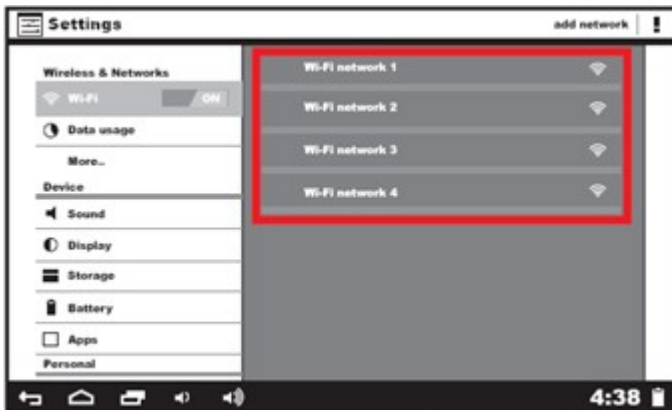 Settings
add network
Wireless & Networks
Wi-Fi ON
Data usage
More...
Device
Sound
Display
Storage
Battery
Apps
Personal
Wi-Fi network 1
Wi-Fi network 2
Wi-Fi network 3
Wi-Fi network 4
4:38